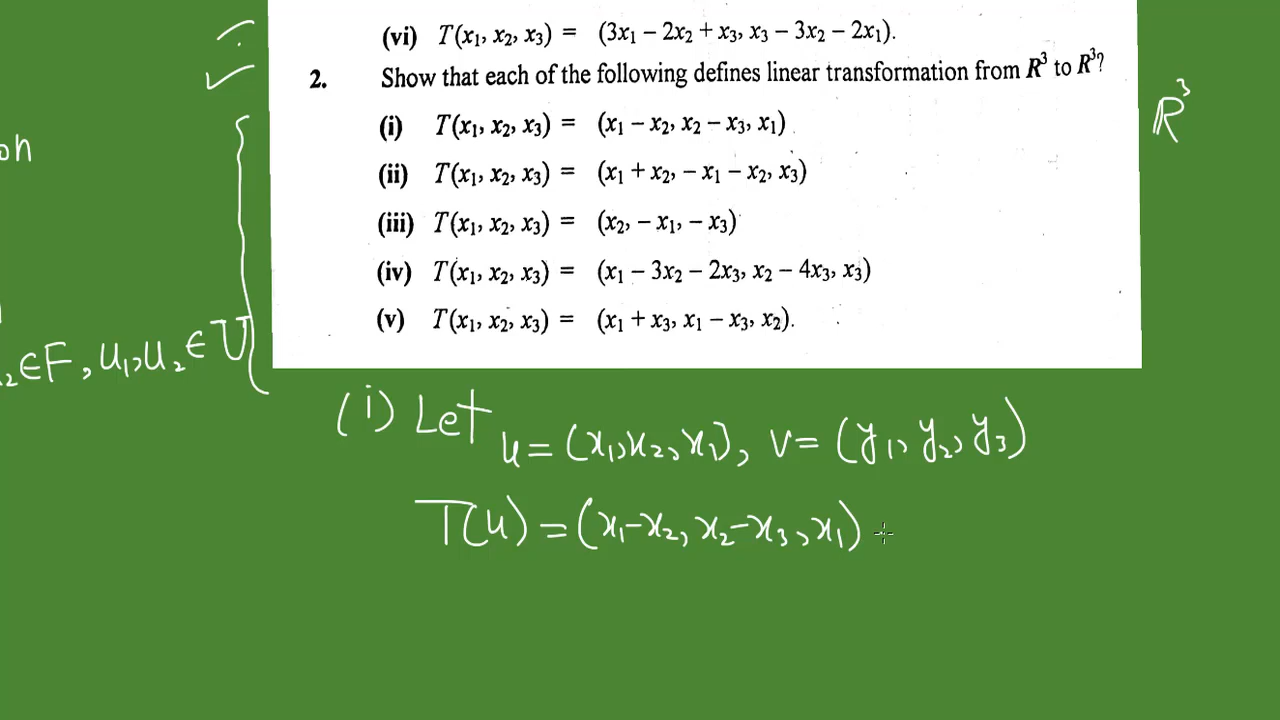 (vi) T(x₁, x₂, x₃) = (3x₁ − 2x₂ + x₃, x₃ − 3x₂ − 2x₁).
2. Show that each of the following defines linear transformation from R³ to R³?
(i) T(x₁, x₂, x₃) = (x₁ − x₂, x₂ − x₃, x₁)
(ii) T(x₁, x₂, x₃) = (x₁ + x₂, − x₁ − x₂, x₃)
(iii) T(x₁, x₂, x₃) = (x₂, − x₁, − x₃)
(iv) T(x₁, x₂, x₃) = (x₁ − 3x₂ − 2x₃, x₂ − 4x₃, x₃)
(v) T(x₁, x₂, x₃) = (x₁ + x₃, x₁ − x₃, x₂).
ℝ³
on
₂ ∈ F, u₁, u₂ ∈ U
(i) Let u = (x₁, x₂, x₁), v = (y₁, y₂, y₃)
T(u) = (x₁−x₂, x₂−x₃, x₁)